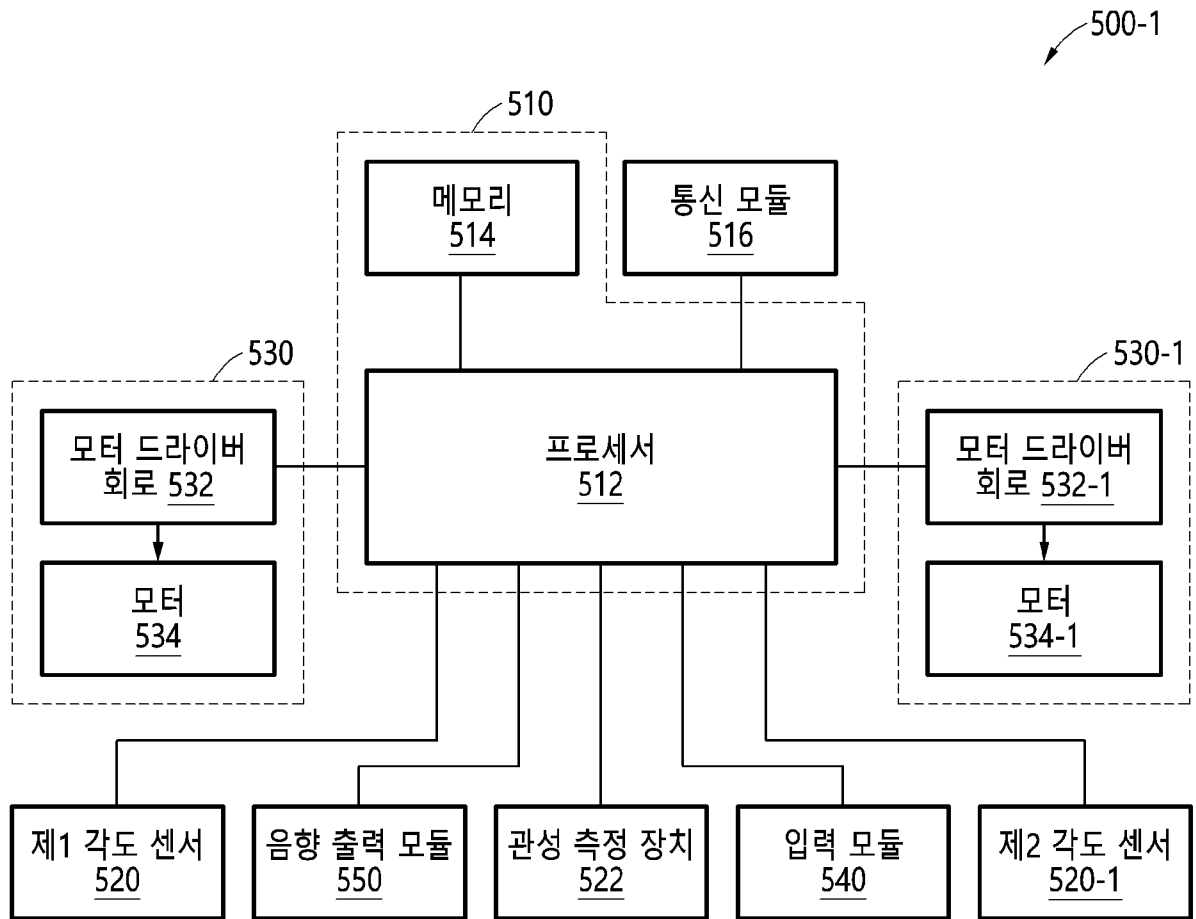 500-1
510
메모리
514
통신 모듈
516
530
530-1
모터 드라이버
회로 532
프로세서
512
모터 드라이버
회로 532-1
모터
534
모터
534-1
제1 각도 센서
520
음향 출력 모듈
550
관성 측정 장치
522
입력 모듈
540
제2 각도 센서
520-1